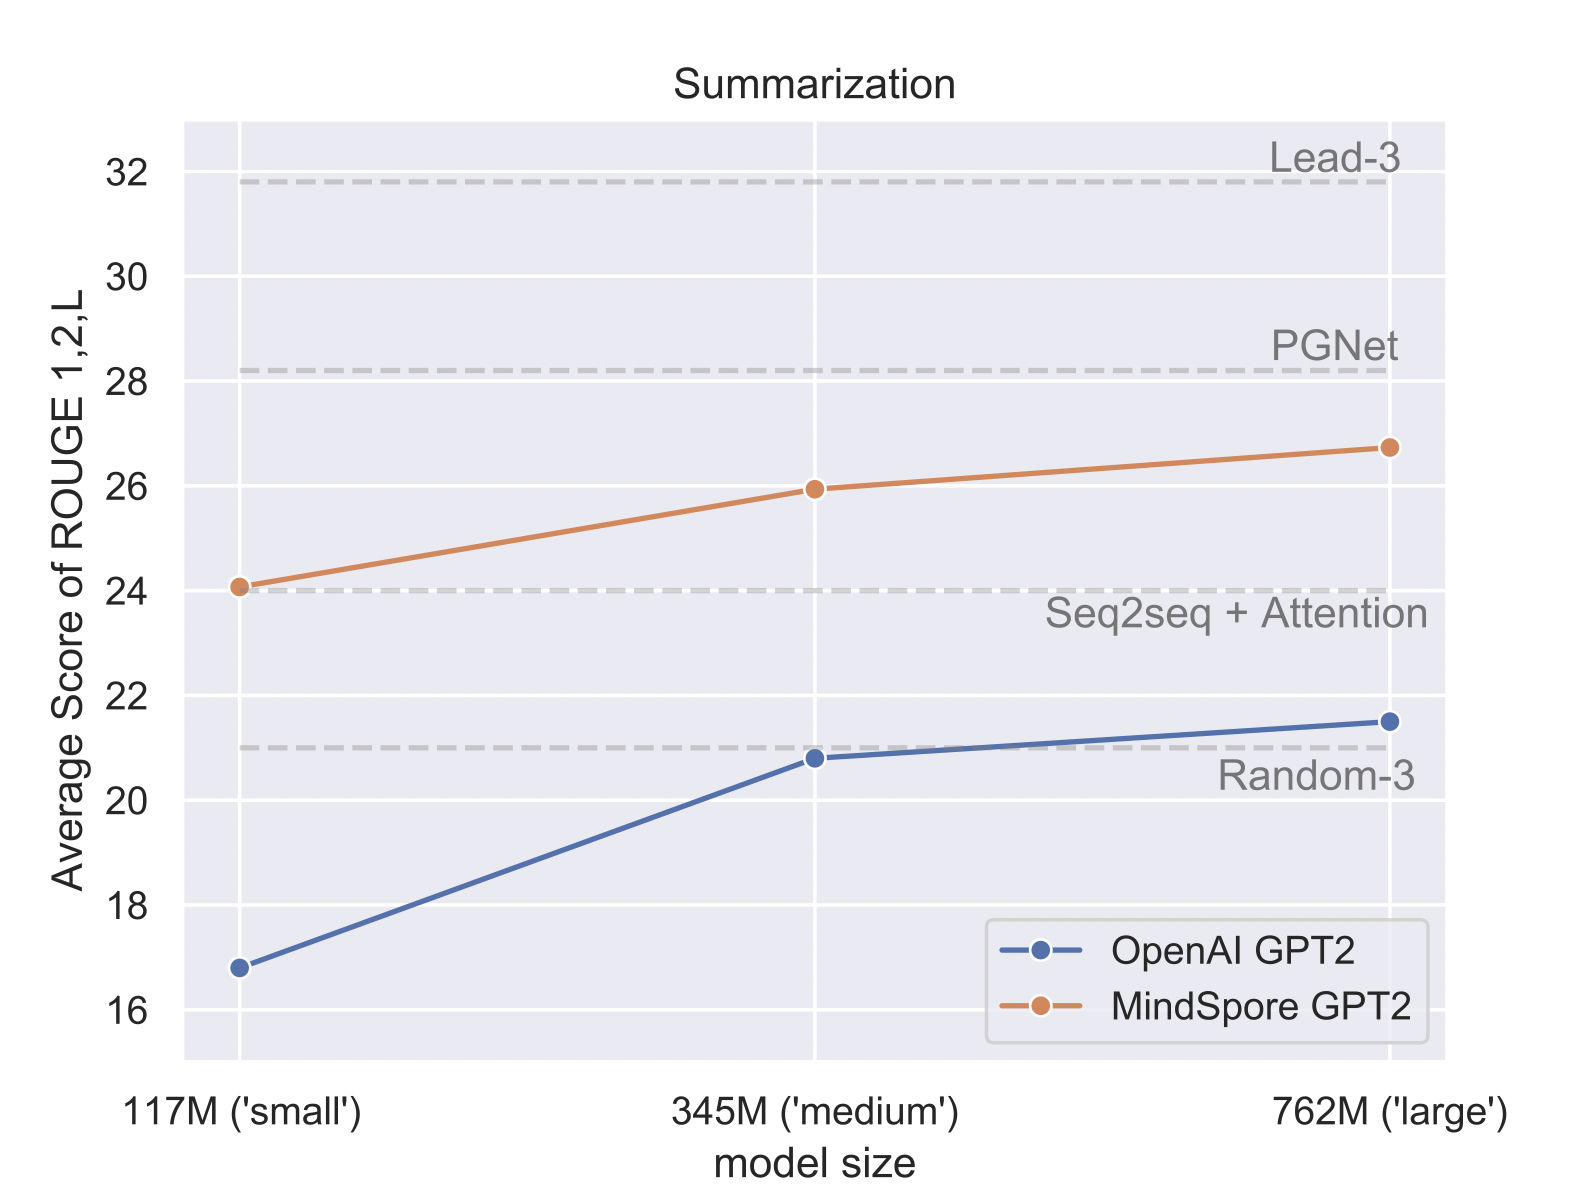 Summarization
Average Score of ROUGE 1,2,L
32
30
28
26
24
22
20
18
16
Lead-3
PGNet
Seq2seq + Attention
Random-3
OpenAI GPT2
MindSpore GPT2
117M ('small')
345M ('medium')
762M ('large')
model size